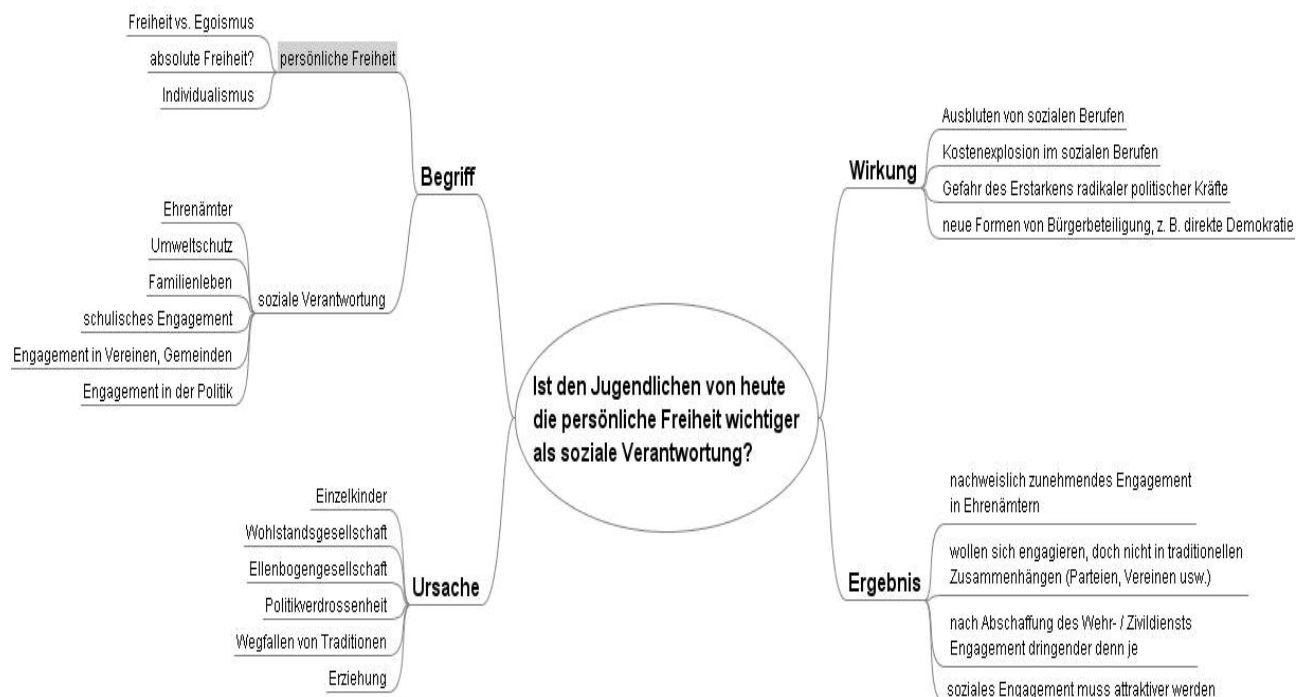 Freiheit vs. Egoismus
absolute Freiheit?
Individualismus
persönliche Freiheit
Begriff
Ehrenämter
Umweltschutz
Familienleben
schulisches Engagement
Engagement in Vereinen, Gemeinden
Engagement in der Politik
soziale Verantwortung
Einzelkinder
Wohlstandsgesellschaft
Ellenbogengesellschaft
Politikverdrossenheit
Wegfallen von Traditionen
Erziehung
Ursache
Ist den Jugendlichen von heute
die persönliche Freiheit wichtiger
als soziale Verantwortung?
Wirkung
Ausbluten von sozialen Berufen
Kostenexplosion im sozialen Berufen
Gefahr des Erstarkens radikaler politischer Kräfte
neue Formen von Bürgerbeteiligung, z. B. direkte Demokratie
Ergebnis
nachweislich zunehmendes Engagement
in Ehrenämtern
wollen sich engagieren, doch nicht in traditionellen
Zusammenhängen (Parteien, Vereinen usw.)
nach Abschaffung des Wehr- / Zivildiensts
Engagement dringender denn je
soziales Engagement muss attraktiver werden